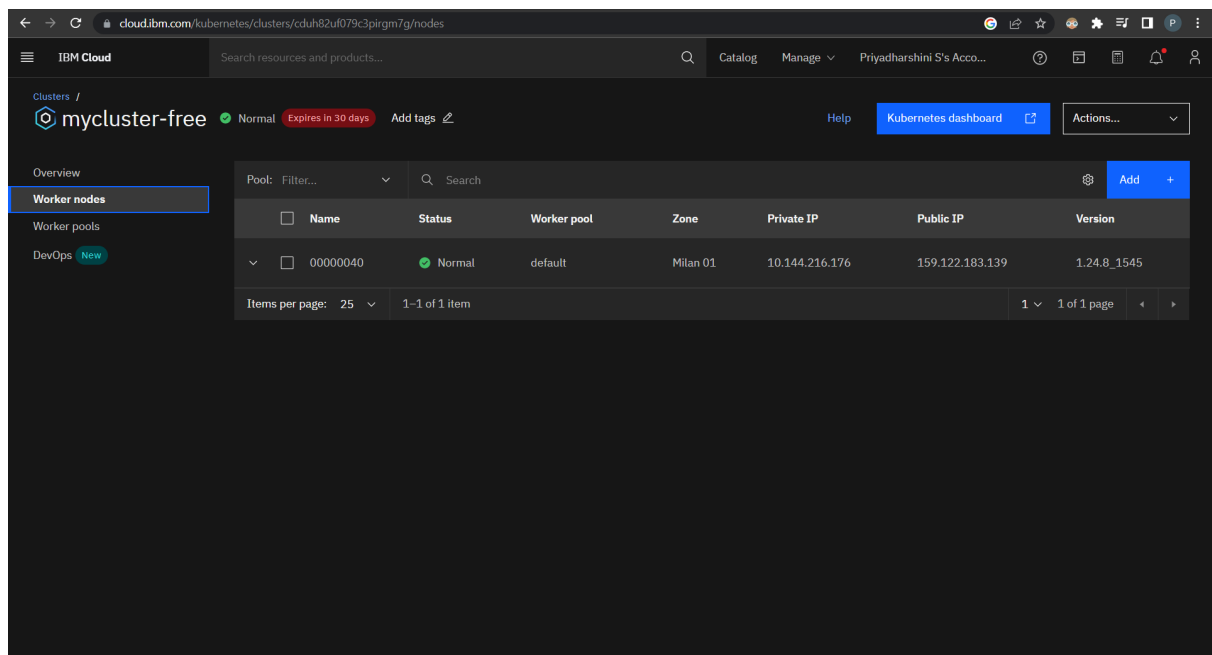 cloud.ibm.com/kubernetes/clusters/cduh82uf079c3pirgm7g/nodes
P
IBM Cloud
Search resources and products...
Catalog
Manage
Priyadharshini S's Acco...
Clusters /
mycluster-free
Normal
Expires in 30 days
Add tags
Help
Kubernetes dashboard
Actions...
Overview
Worker nodes
Worker pools
DevOps New
Pool: Filter...
Search
Add +
Name Status Worker pool Zone Private IP Public IP Version
00000040 Normal default Milan 01 10.144.216.176 159.122.183.139 1.24.8_1545
Items per page: 25 1–1 of 1 item 1 1 of 1 page